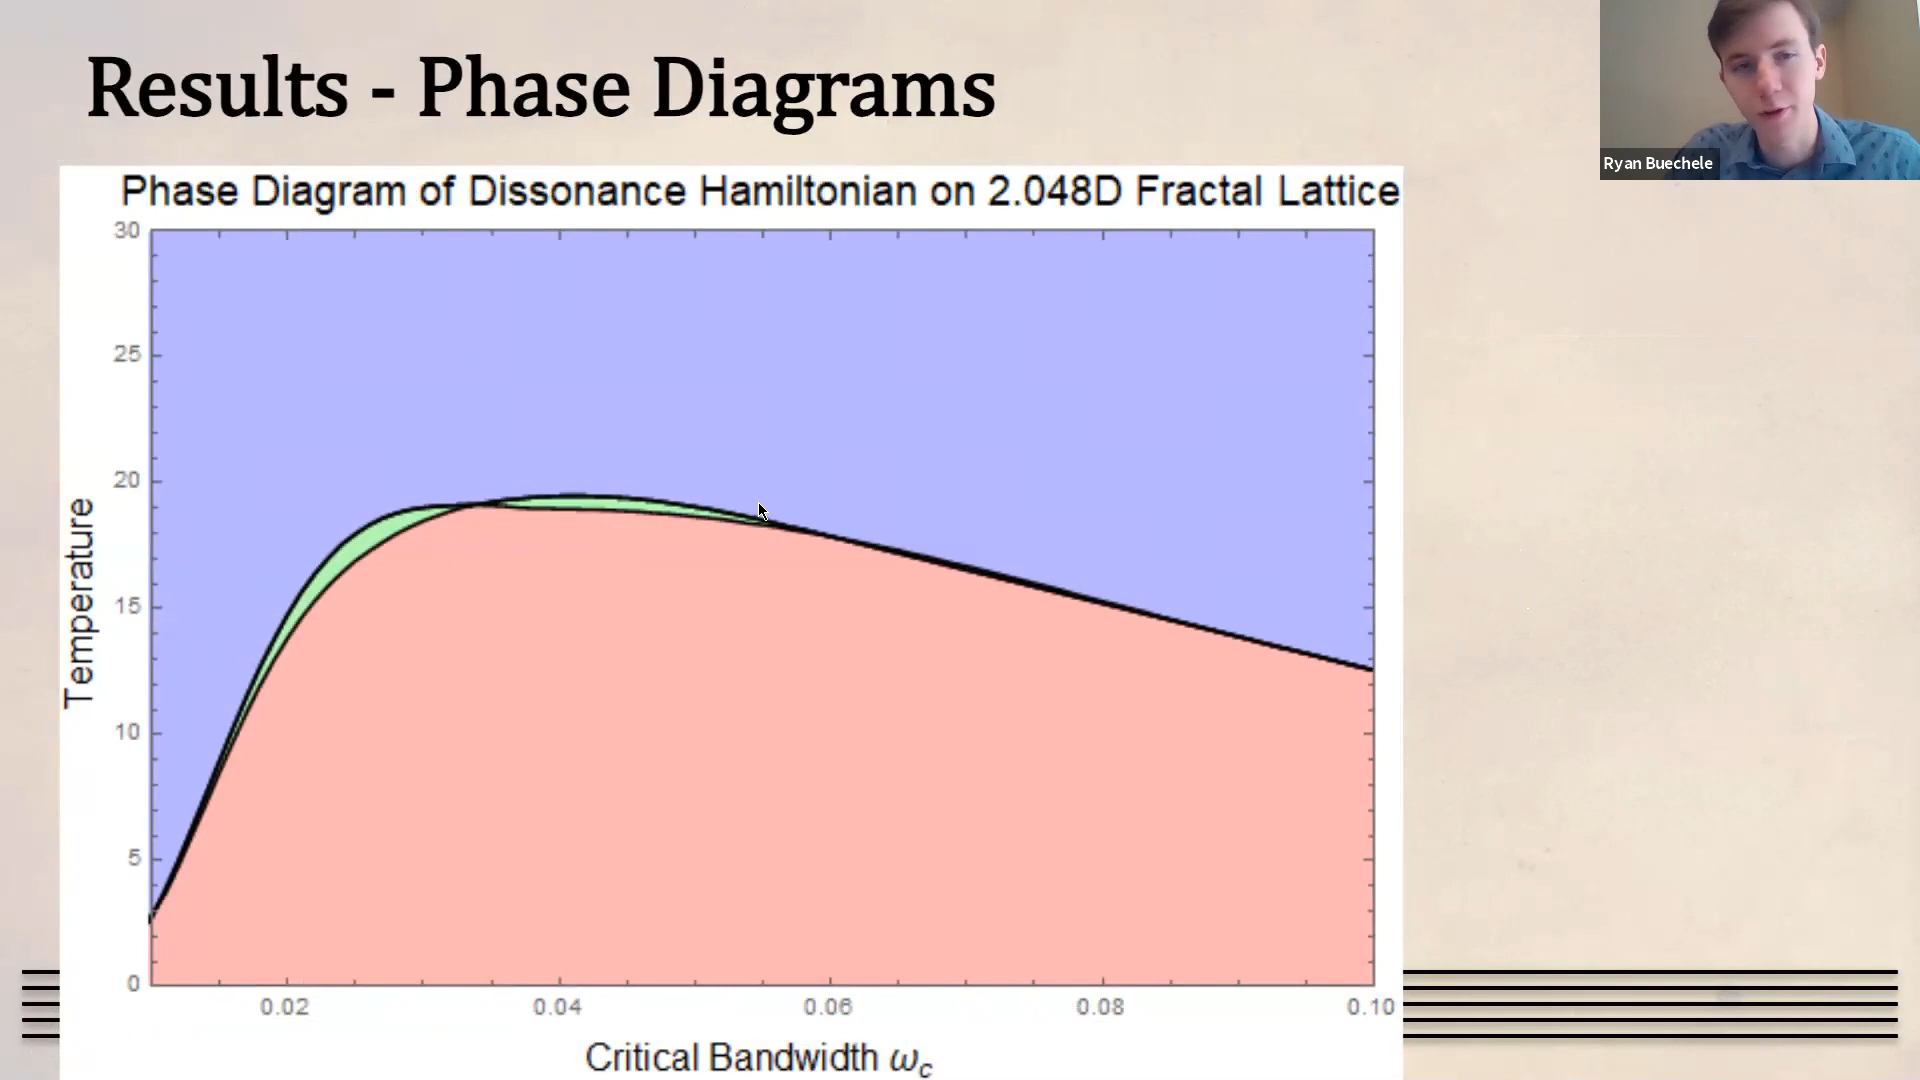 Results - Phase Diagrams
Ryan Buechele
Phase Diagram of Dissonance Hamiltonian on 2.048D Fractal Lattice
30
25
20
15
10
5
0
Temperature
0.02 0.04 0.06 0.08 0.10
Critical Bandwidth ω_c